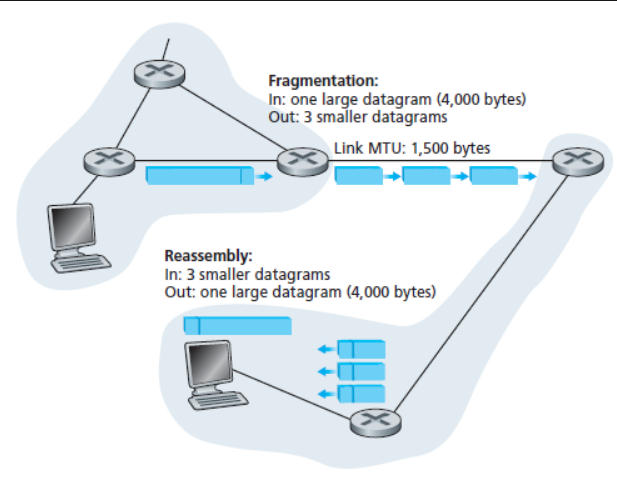 Fragmentation:
In: one large datagram (4,000 bytes)
Out: 3 smaller datagrams
Link MTU: 1,500 bytes
Reassembly:
In: 3 smaller datagrams
Out: one large datagram (4,000 bytes)